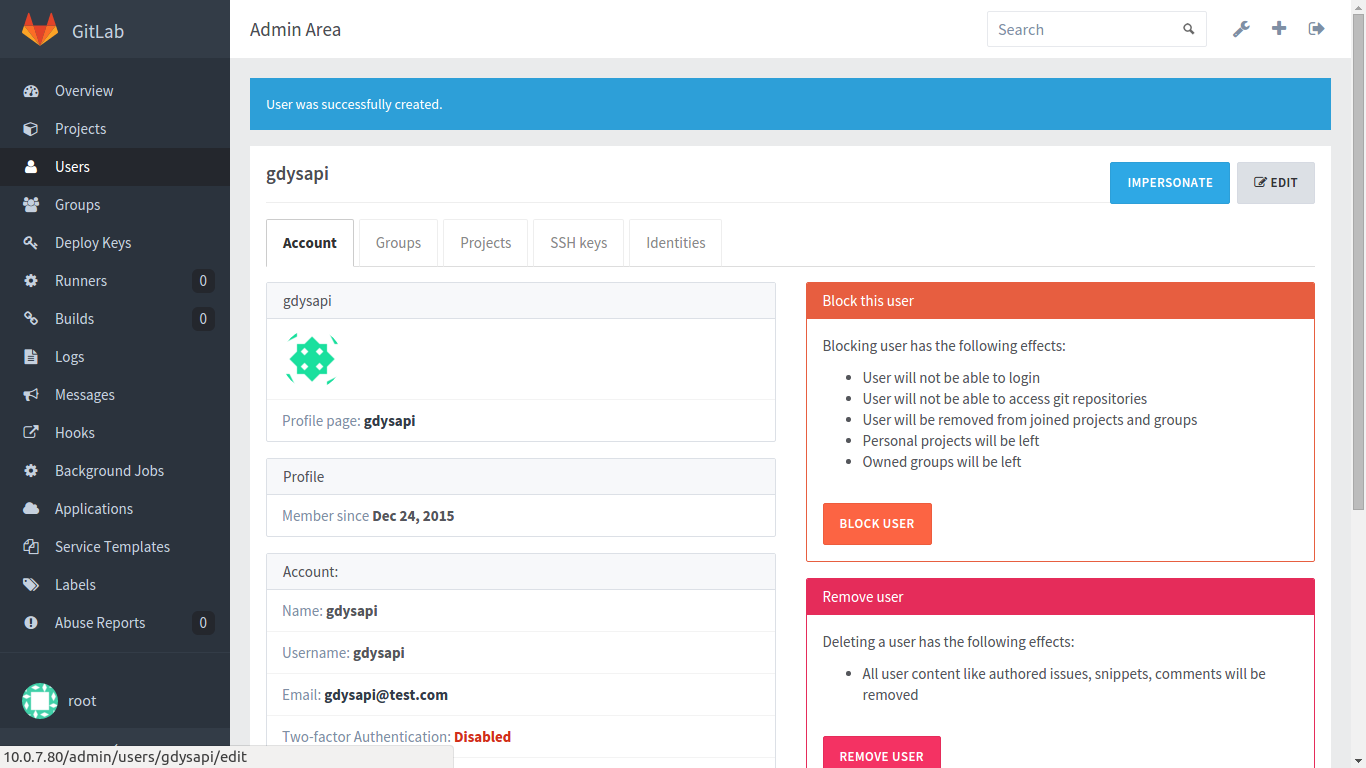 GitLab
Admin Area
Search
Overview
Projects
Users
Groups
Deploy Keys
Runners 0
Builds 0
Logs
Messages
Hooks
Background Jobs
Applications
Service Templates
Labels
Abuse Reports 0
root
User was successfully created.
gdysapi
IMPERSONATE
EDIT
Account Groups Projects SSH keys Identities
gdysapi
Profile page: gdysapi
Profile
Member since Dec 24, 2015
Account:
Name: gdysapi
Username: gdysapi
Email: gdysapi@test.com
Two-factor Authentication: Disabled
Block this user
Blocking user has the following effects:
• User will not be able to login
• User will not be able to access git repositories
• User will be removed from joined projects and groups
• Personal projects will be left
• Owned groups will be left
BLOCK USER
Remove user
Deleting a user has the following effects:
• All user content like authored issues, snippets, comments will be
removed
REMOVE USER
10.0.7.80/admin/users/gdysapi/edit